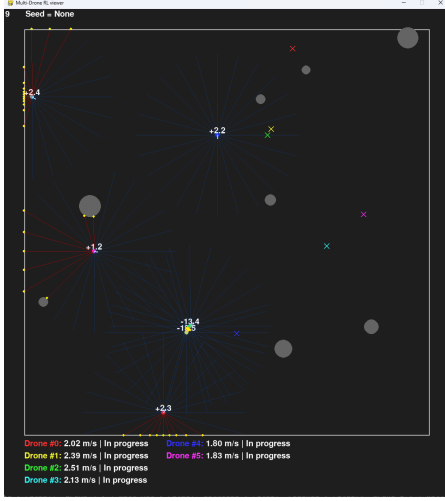 Multi-Drone RL viewer
9 Seed = None
+2.4
+2.2
+1.2
-13.4
+2.3
Drone #0: 2.02 m/s | In progress Drone #4: 1.80 m/s | In progress
Drone #1: 2.39 m/s | In progress Drone #5: 1.83 m/s | In progress
Drone #2: 2.51 m/s | In progress
Drone #3: 2.13 m/s | In progress